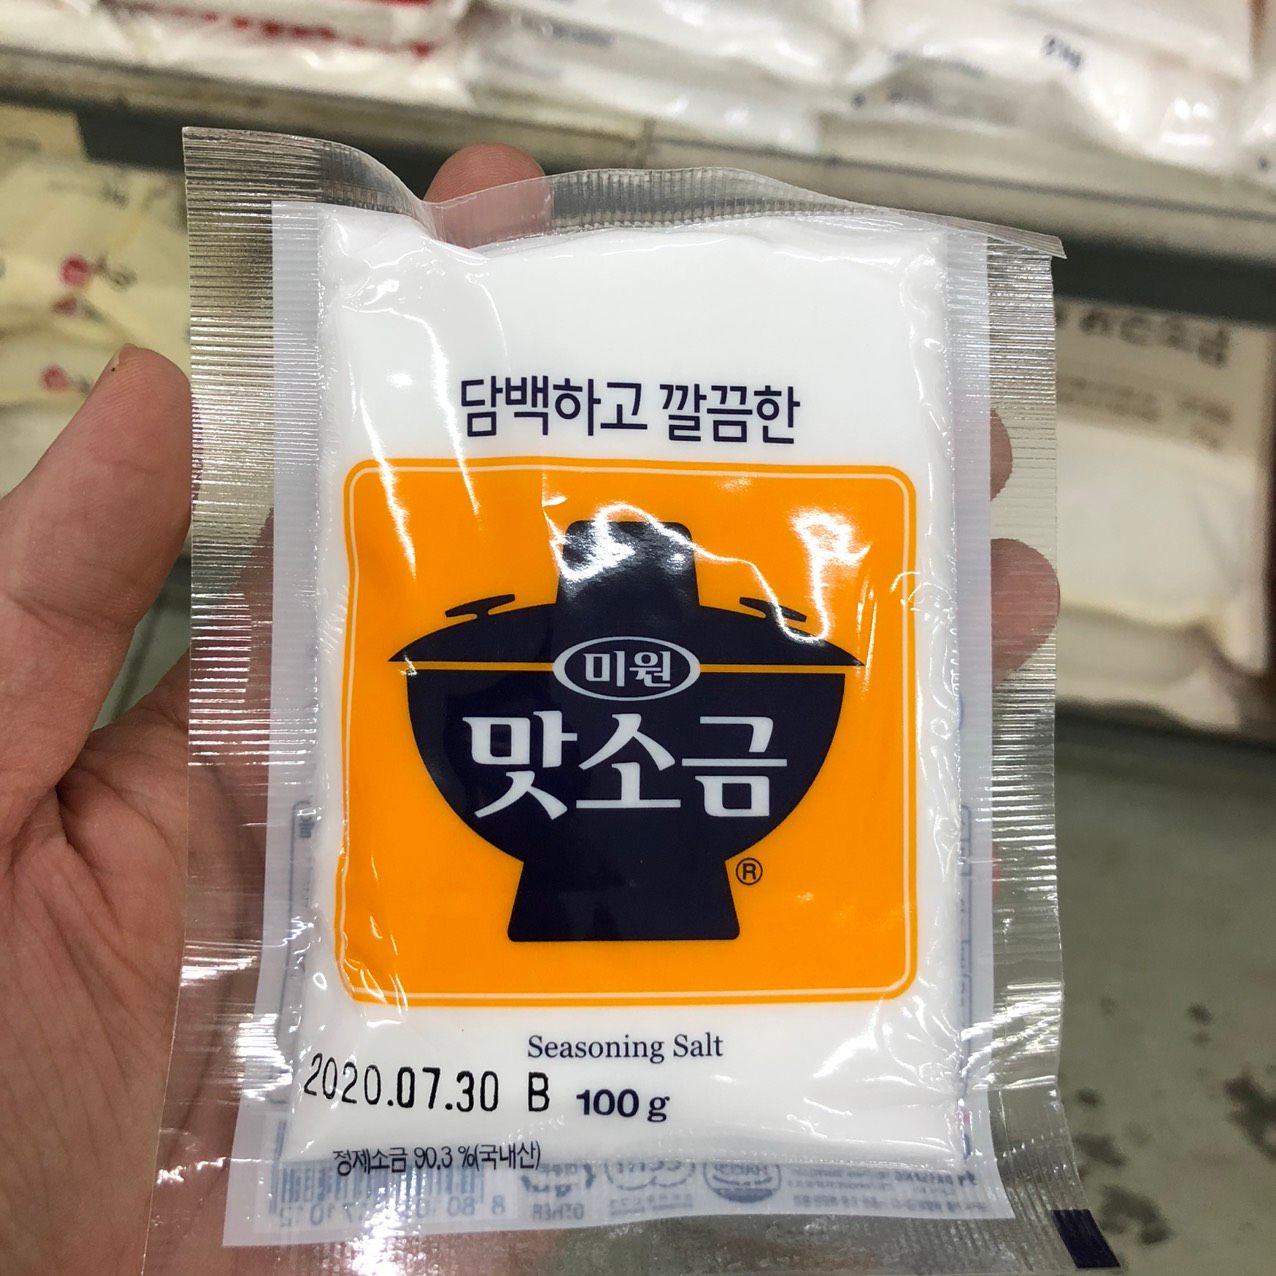 담백하고 깔끔한
미원
맛소금
®
Seasoning Salt
2020.07.30 B
100 g
정제소금 90.3 %(국내산)